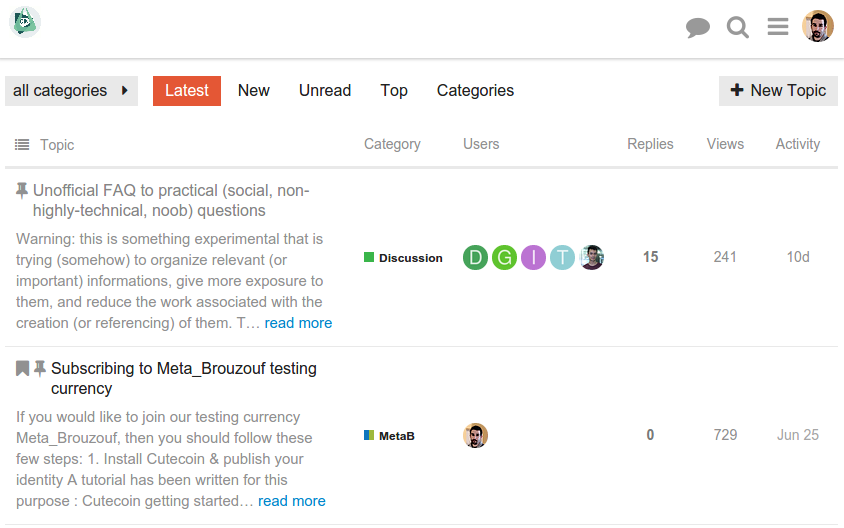 all categories
Latest New Unread Top Categories
New Topic
Topic Category Users Replies Views Activity
Unofficial FAQ to practical (social, non-
highly-technical, noob) questions
Warning: this is something experimental that is
trying (somehow) to organize relevant (or
important) informations, give more exposure to
them, and reduce the work associated with the
creation (or referencing) of them. T… read more
Discussion
D G I T
15 241 10d
Subscribing to Meta_Brouzouf testing
currency
If you would like to join our testing currency
Meta_Brouzouf, then you should follow these
few steps: 1. Install Cutecoin & publish your
identity A tutorial has been written for this
purpose : Cutecoin getting started… read more
MetaB
0 729 Jun 25